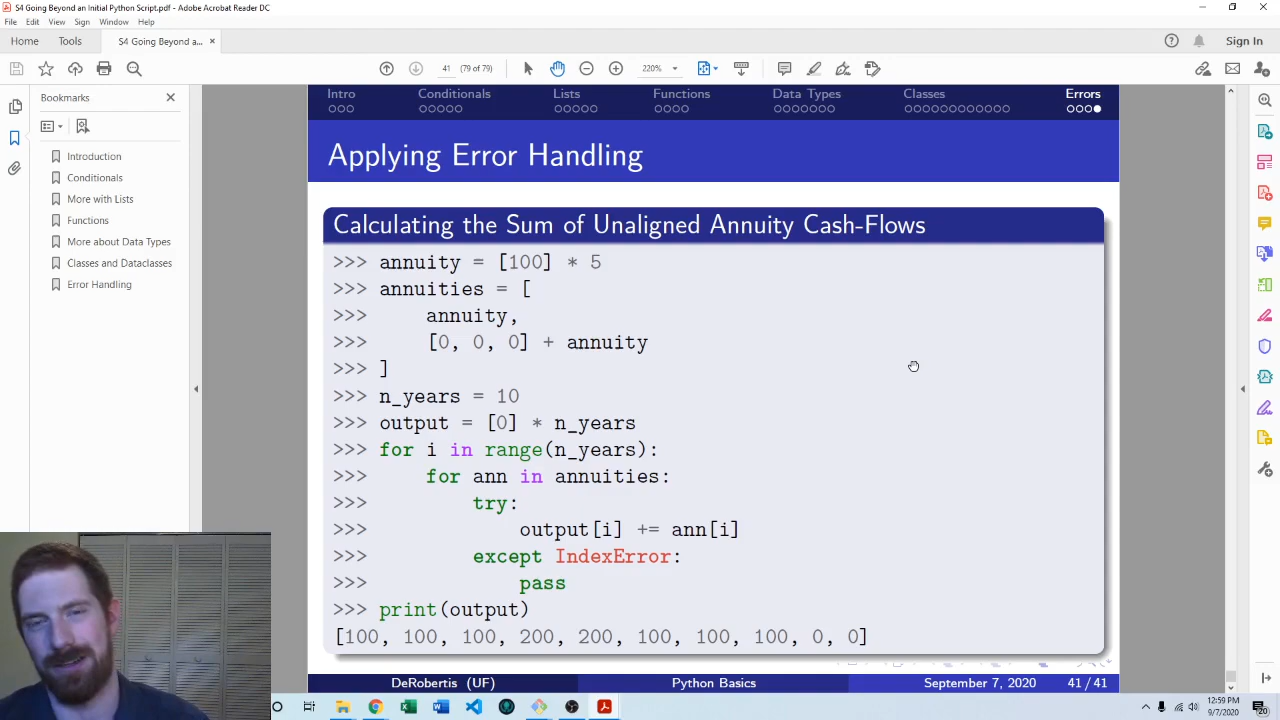 S4 Going Beyond an Initial Python Script.pdf - Adobe Acrobat Reader DC
File Edit View Sign Window Help
Home Tools S4 Going Beyond a... ×
Sign In
41 (79 of 79) 220%
Bookmarks
Introduction
Conditionals
More with Lists
Functions
More about Data Types
Classes and Dataclasses
Error Handling
Intro Conditionals Lists Functions Data Types Classes Errors
Applying Error Handling
Calculating the Sum of Unaligned Annuity Cash-Flows
>>> annuity = [100] * 5
>>> annuities = [
>>>     annuity,
>>>     [0, 0, 0] + annuity
>>> ]
>>> n_years = 10
>>> output = [0] * n_years
>>> for i in range(n_years):
>>>     for ann in annuities:
>>>         try:
>>>             output[i] += ann[i]
>>>         except IndexError:
>>>             pass
>>> print(output)
[100, 100, 100, 200, 200, 100, 100, 100, 0, 0]
DeRobertis (UF) Python Basics September 7, 2020 41 / 41
12:59 PM
9/7/2020
20